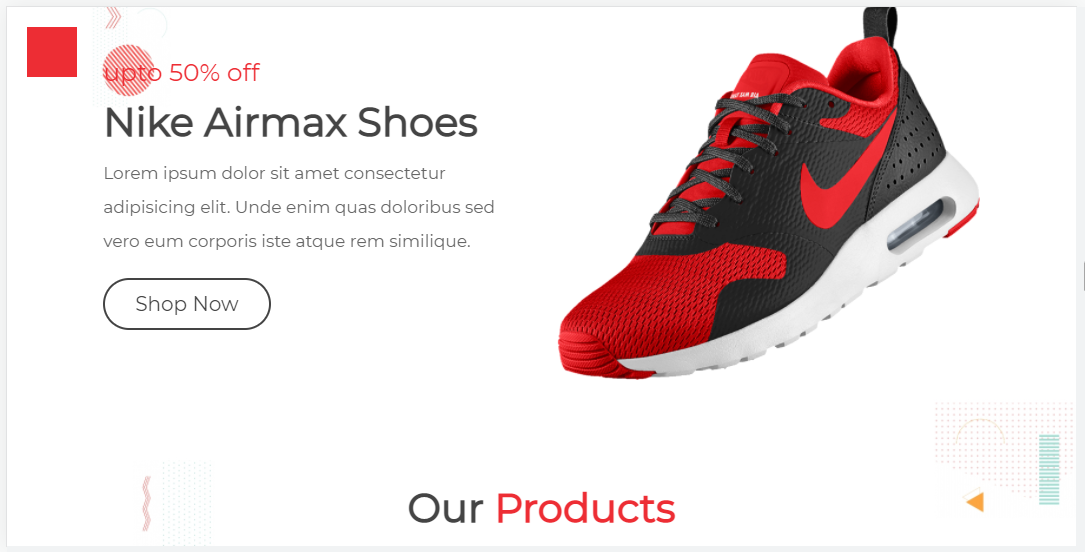 upto 50% off
Nike Airmax Shoes
Lorem ipsum dolor sit amet consectetur
adipisicing elit. Unde enim quas doloribus sed
vero eum corporis iste atque rem similique.
Shop Now
Our Products